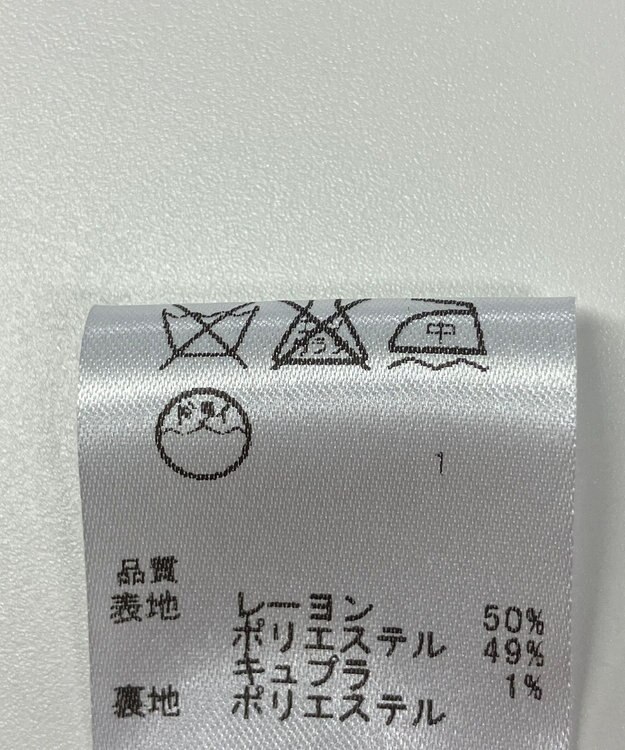 中
ドライ
1
品質
表地 レーヨン 50%
ポリエステル 49%
キュプラ 1%
裏地 ポリエステル